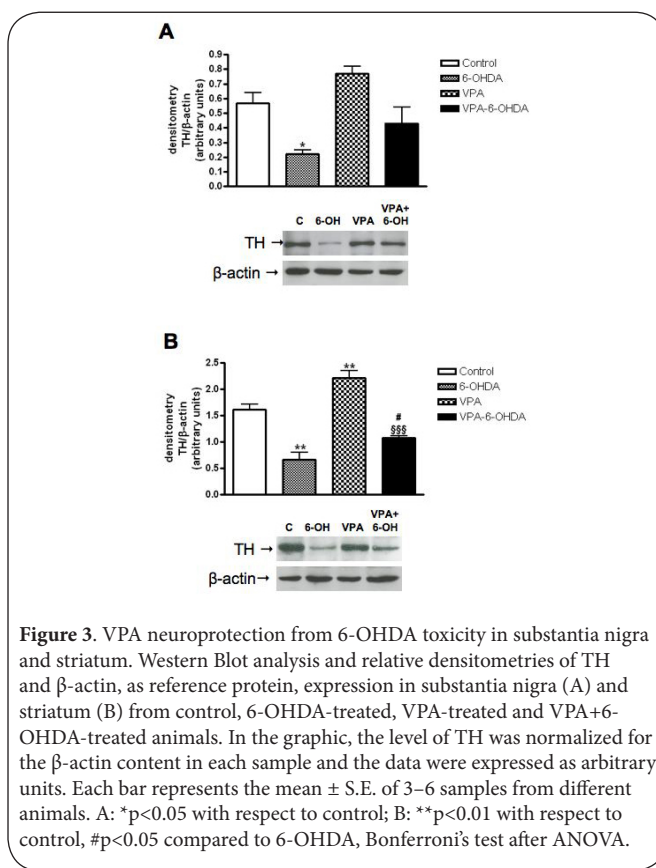 A
densitometry
TH/β-actin
(arbitrary units)
0.9
0.8
0.7
0.6
0.5
0.4
0.3
0.2
0.1
0.0
*
Control
6-OHDA
VPA
VPA-6-OHDA
C 6-OH VPA VPA+
6-OH
TH →
β-actin →
B
densitometry
TH/β-actin
(arbitrary units)
2.5
2.0
1.5
1.0
0.5
0.0
**
**
#
§§§
Control
6-OHDA
VPA
VPA-6-OHDA
C 6-OH VPA VPA+
6-OH
TH →
β-actin→
Figure 3. VPA neuroprotection from 6-OHDA toxicity in substantia nigra
and striatum. Western Blot analysis and relative densitometries of TH
and β-actin, as reference protein, expression in substantia nigra (A) and
striatum (B) from control, 6-OHDA-treated, VPA-treated and VPA+6-
OHDA-treated animals. In the graphic, the level of TH was normalized for
the β-actin content in each sample and the data were expressed as arbitrary
units. Each bar represents the mean ± S.E. of 3–6 samples from different
animals. A: *p<0.05 with respect to control; B: **p<0.01 with respect to
control, #p<0.05 compared to 6-OHDA, Bonferroni's test after ANOVA.